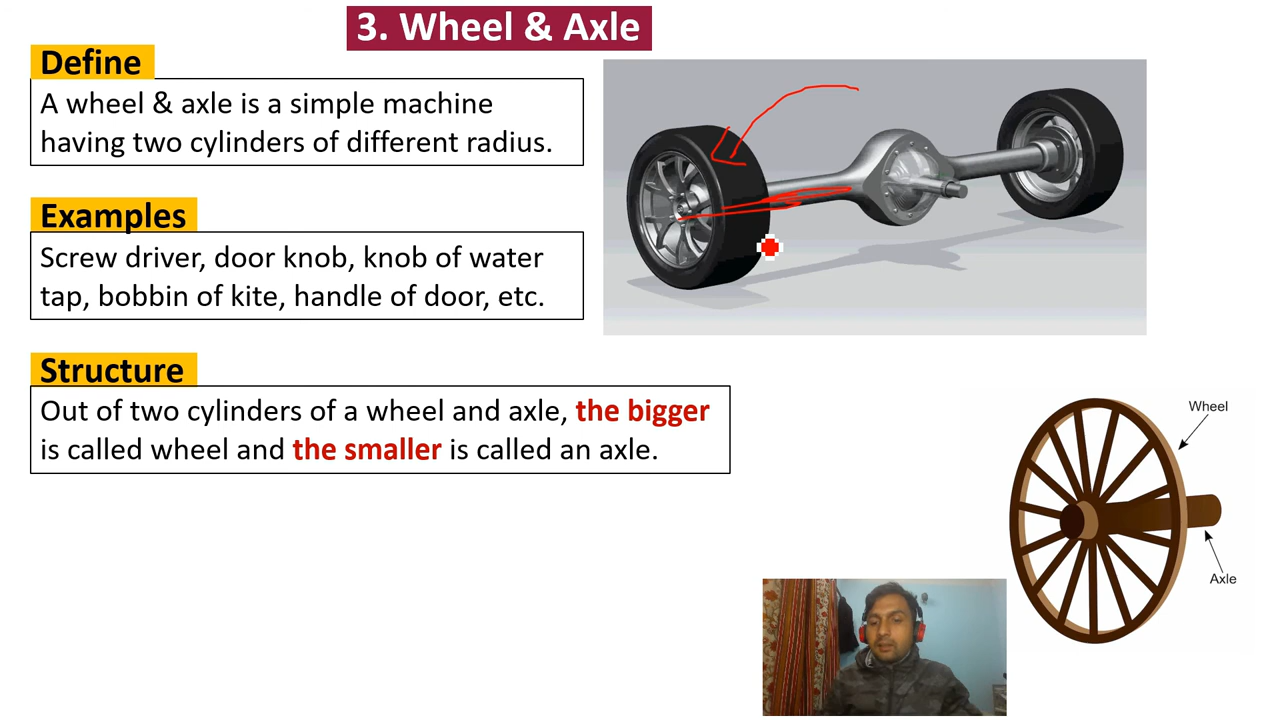 3. Wheel & Axle
Define
A wheel & axle is a simple machine
having two cylinders of different radius.
Examples
Screw driver, door knob, knob of water
tap, bobbin of kite, handle of door, etc.
Structure
Out of two cylinders of a wheel and axle, the bigger
is called wheel and the smaller is called an axle.
Wheel
Axle